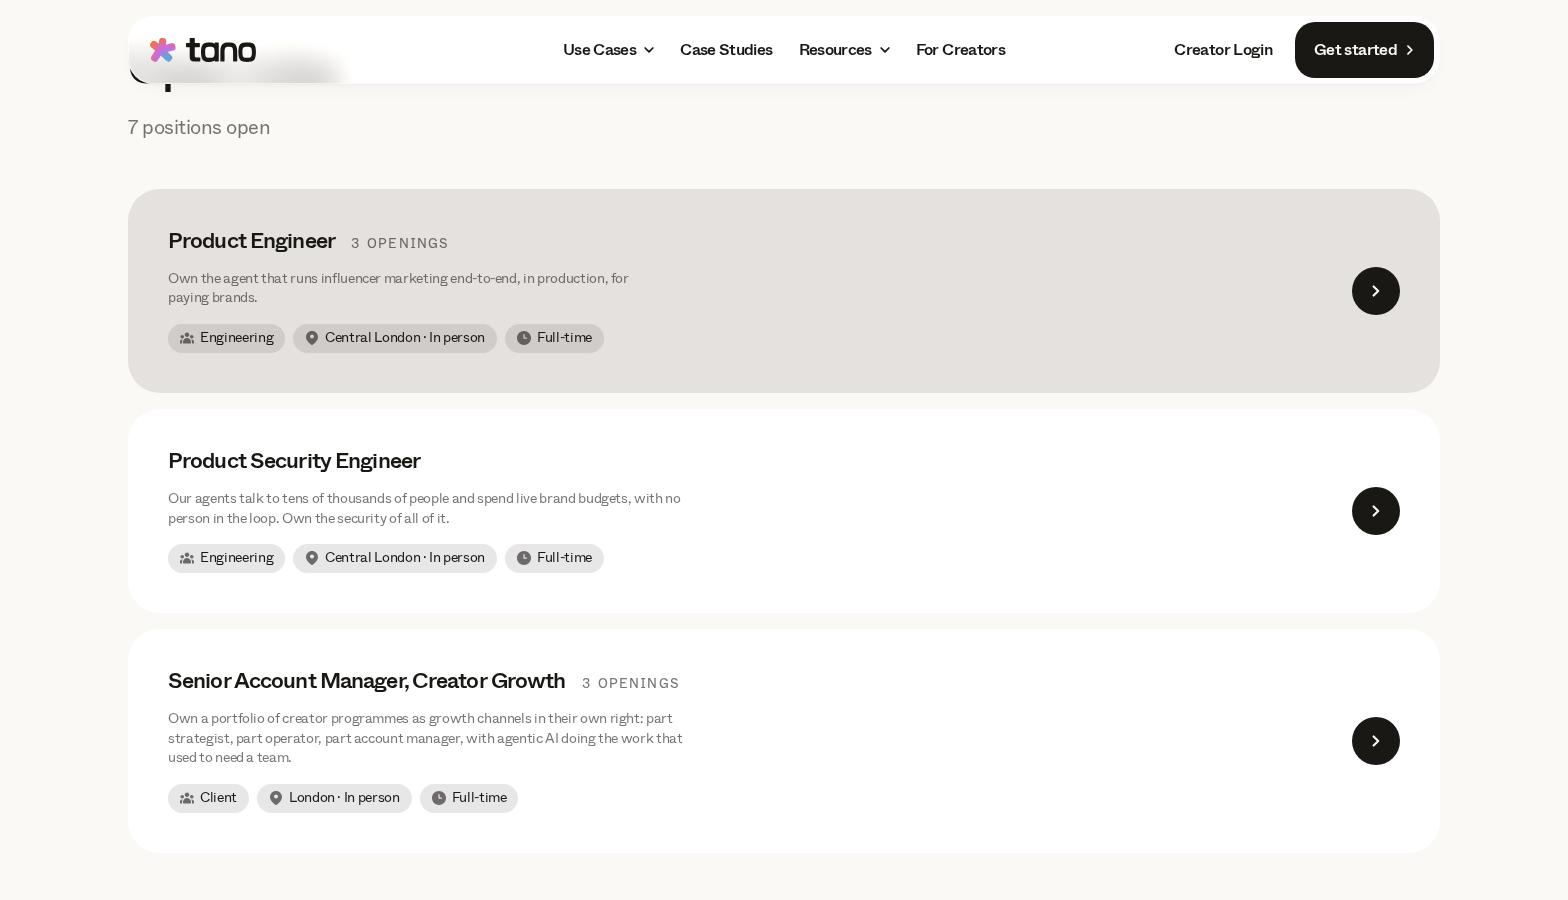 tano
Use Cases
Case Studies
Resources
For Creators
Creator Login
Get started
7 positions open
Product Engineer 3 OPENINGS
Own the agent that runs influencer marketing end-to-end, in production, for
paying brands.
Engineering
Central London · In person
Full-time
Product Security Engineer
Our agents talk to tens of thousands of people and spend live brand budgets, with no
person in the loop. Own the security of all of it.
Engineering
Central London · In person
Full-time
Senior Account Manager, Creator Growth 3 OPENINGS
Own a portfolio of creator programmes as growth channels in their own right: part
strategist, part operator, part account manager, with agentic AI doing the work that
used to need a team.
Client
London · In person
Full-time